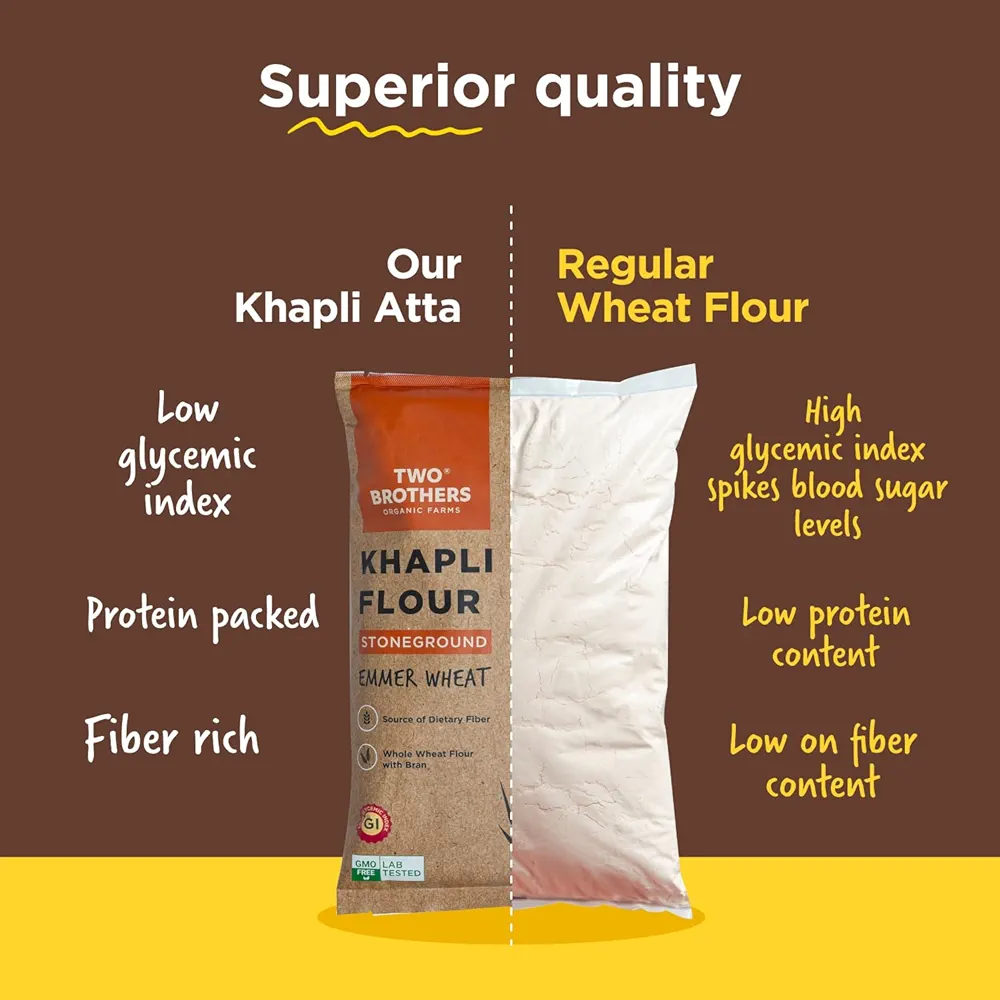 Superior quality
Our
Khapli Atta
Low
glycemic
index
Protein packed
Fiber rich
Regular
Wheat Flour
High
glycemic index
spikes blood sugar
levels
Low protein
content
Low on fiber
content
TWO®
BROTHERS
ORGANIC FARMS
KHAPLI
FLOUR
STONEGROUND
EMMER WHEAT
Source of Dietary Fiber
Whole Wheat Flour
with Bran
GLYCEMIC INDEX
GI
GMO
FREE
LAB
TESTED